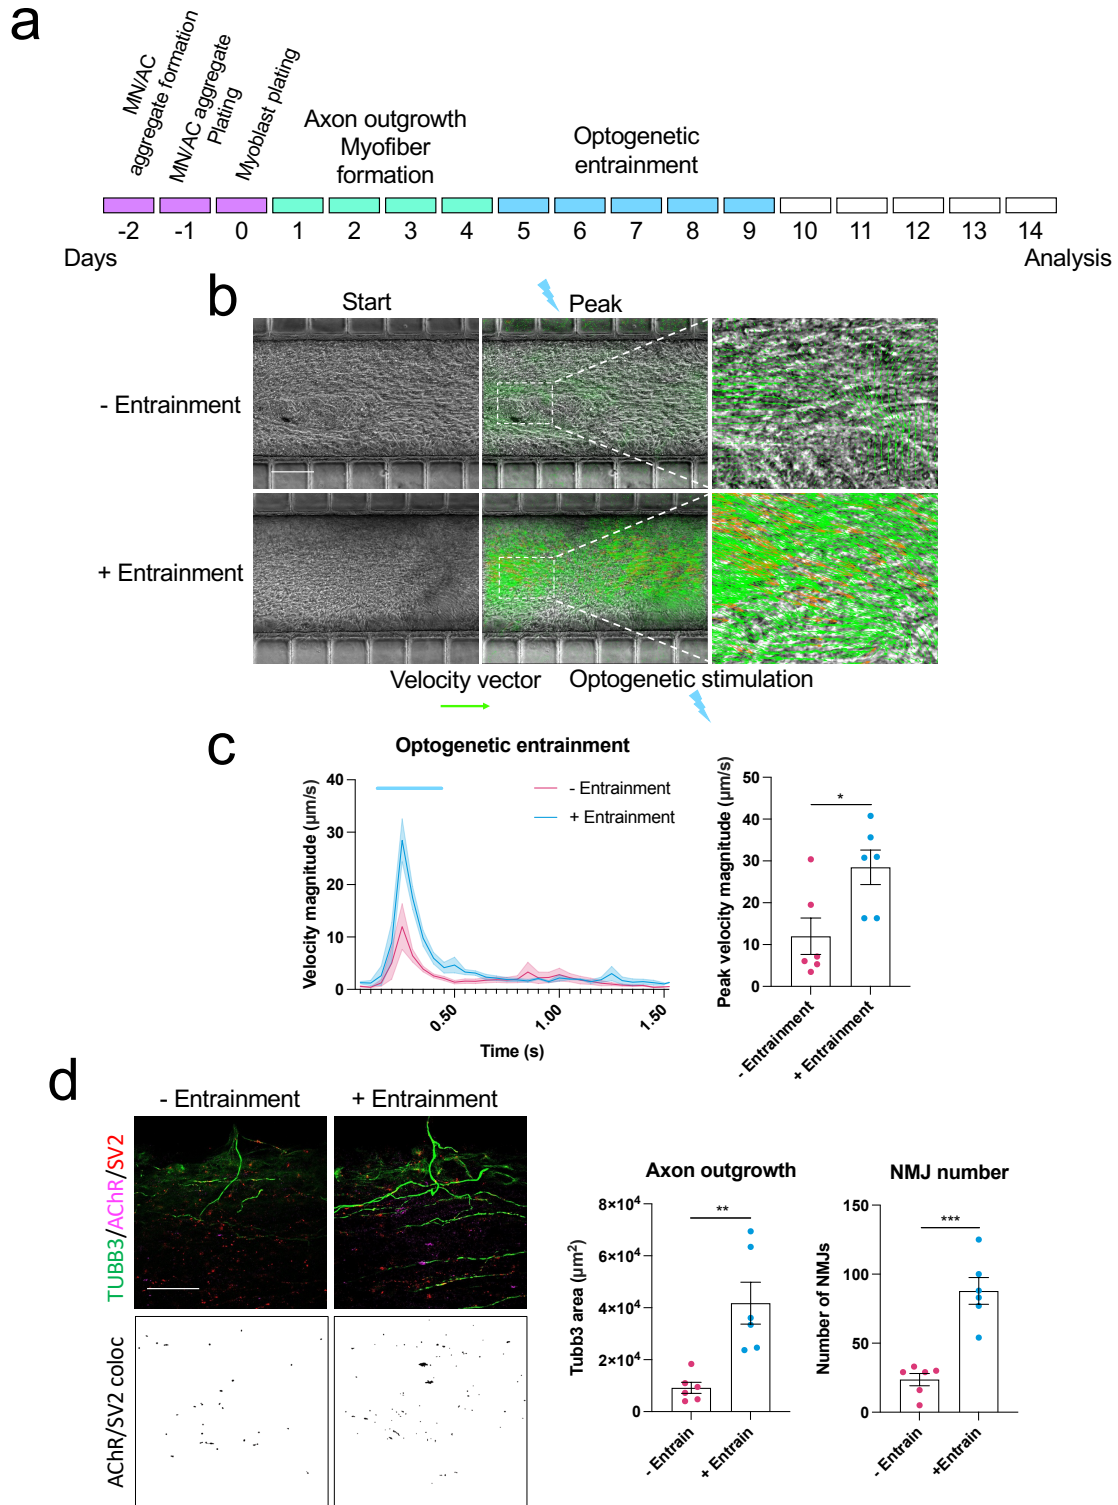 a
MN/AC
aggregate formation
MN/AC aggregate
Plating
Myoblast plating
Axon outgrowth
Myofiber
formation
Optogenetic
entrainment
-2 -1 0 1 2 3 4 5 6 7 8 9 10 11 12 13 14
Days
Analysis
b
Start
Peak
- Entrainment
+ Entrainment
Velocity vector
Optogenetic stimulation
c
Optogenetic entrainment
Velocity magnitude (μm/s)
40
30
20
10
0
0.50 1.00 1.50
Time (s)
- Entrainment
+ Entrainment
Peak velocity magnitude (μm/s)
50
40
30
20
10
0
*
- Entrainment
+ Entrainment
d
- Entrainment
+ Entrainment
TUBB3/AChR/SV2
AChR/SV2 coloc
Axon outgrowth
Tubb3 area (μm²)
8×10⁴
6×10⁴
4×10⁴
2×10⁴
0
**
- Entrain
+ Entrain
NMJ number
Number of NMJs
150
100
50
0
***
- Entrain
+Entrain